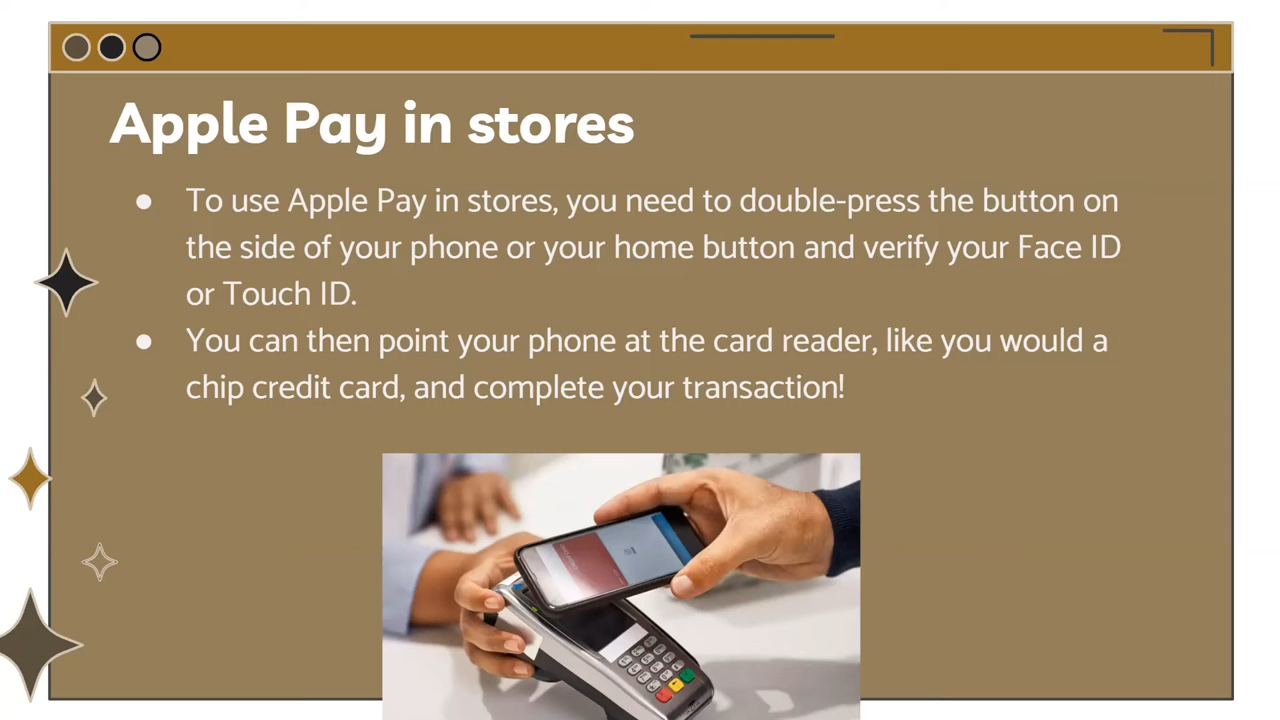 Apple Pay in stores
● To use Apple Pay in stores, you need to double-press the button on
the side of your phone or your home button and verify your Face ID
or Touch ID.
● You can then point your phone at the card reader, like you would a
chip credit card, and complete your transaction!